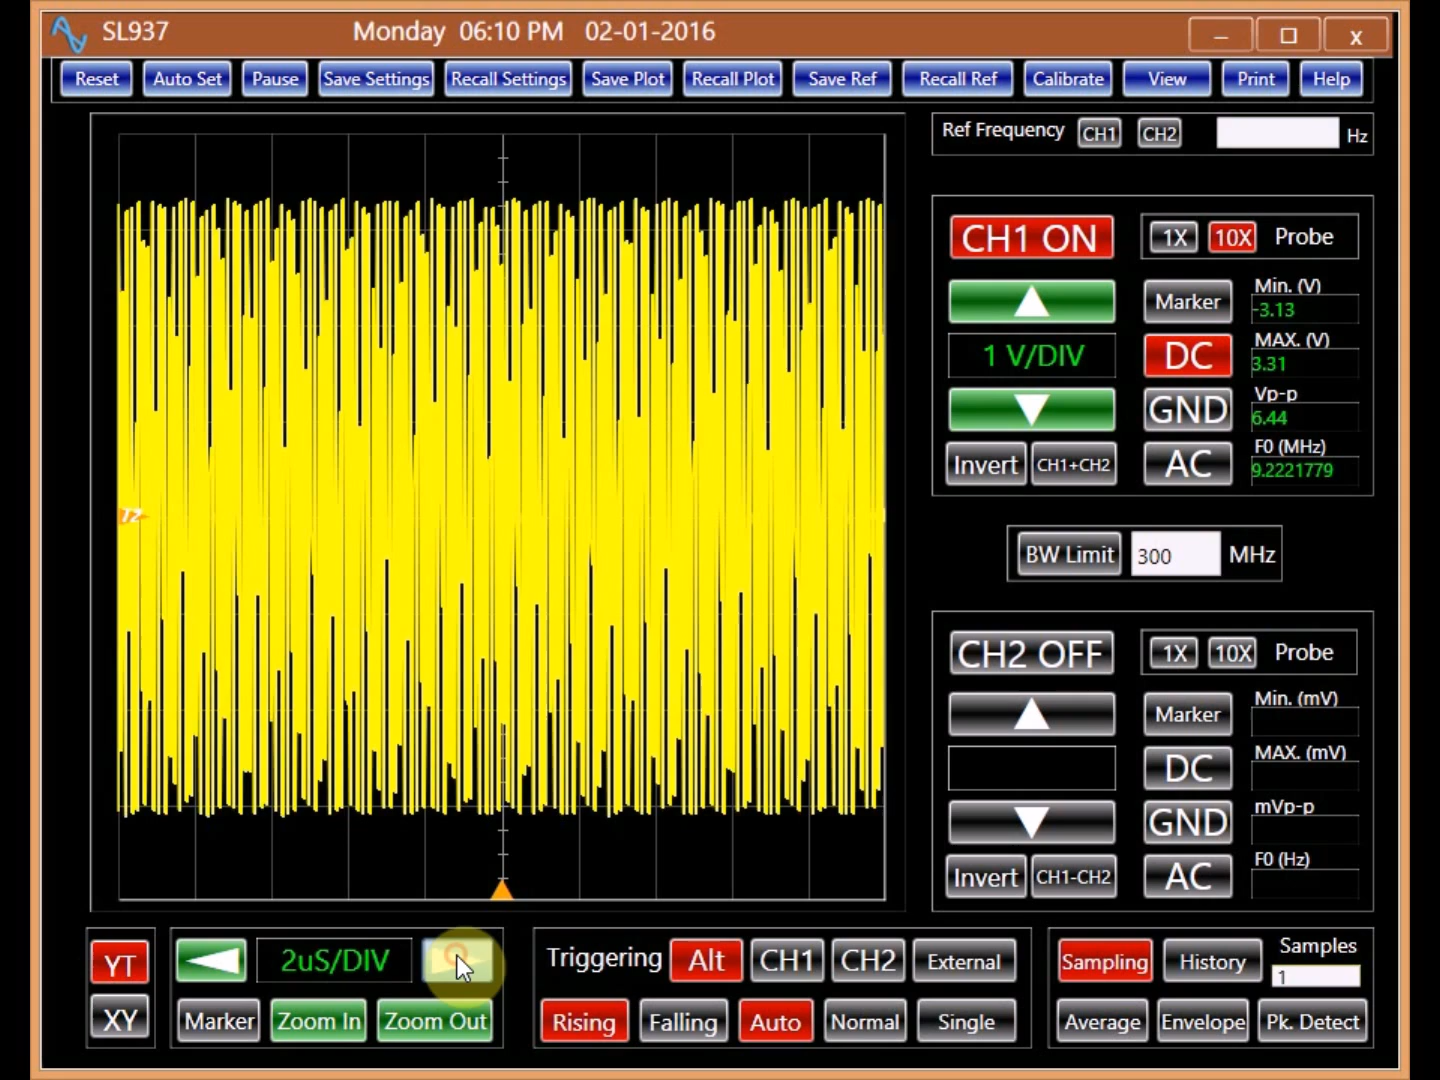 SL937 Monday 06:10 PM 02-01-2016
– □ x
Reset Auto Set Pause Save Settings Recall Settings Save Plot Recall Plot Save Ref Recall Ref Calibrate View Print Help
Ref Frequency CH1 CH2 Hz
CH1 ON 1X 10X Probe
Marker Min. (V)
-3.13
1 V/DIV DC MAX. (V)
3.31
GND Vp-p
6.44
Invert CH1+CH2 AC F0 (MHz)
9.2221779
T2
BW Limit 300 MHz
CH2 OFF 1X 10X Probe
Marker Min. (mV)
DC MAX. (mV)
GND mVp-p
Invert CH1-CH2 AC F0 (Hz)
YT 2uS/DIV Triggering Alt CH1 CH2 External Sampling History Samples
1
XY Marker Zoom In Zoom Out Rising Falling Auto Normal Single Average Envelope Pk. Detect